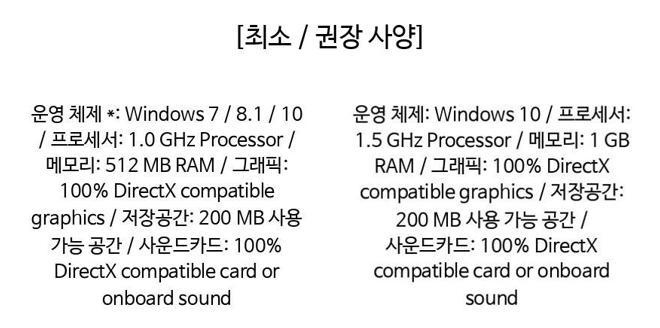 [최소 / 권장 사양]
운영 체제 *: Windows 7 / 8.1 / 10
/ 프로세서: 1.0 GHz Processor /
메모리: 512 MB RAM / 그래픽:
100% DirectX compatible
graphics / 저장공간: 200 MB 사용
가능 공간 / 사운드카드: 100%
DirectX compatible card or
onboard sound
운영 체제: Windows 10 / 프로세서:
1.5 GHz Processor / 메모리: 1 GB
RAM / 그래픽: 100% DirectX
compatible graphics / 저장공간:
200 MB 사용 가능 공간 /
사운드카드: 100% DirectX
compatible card or onboard
sound